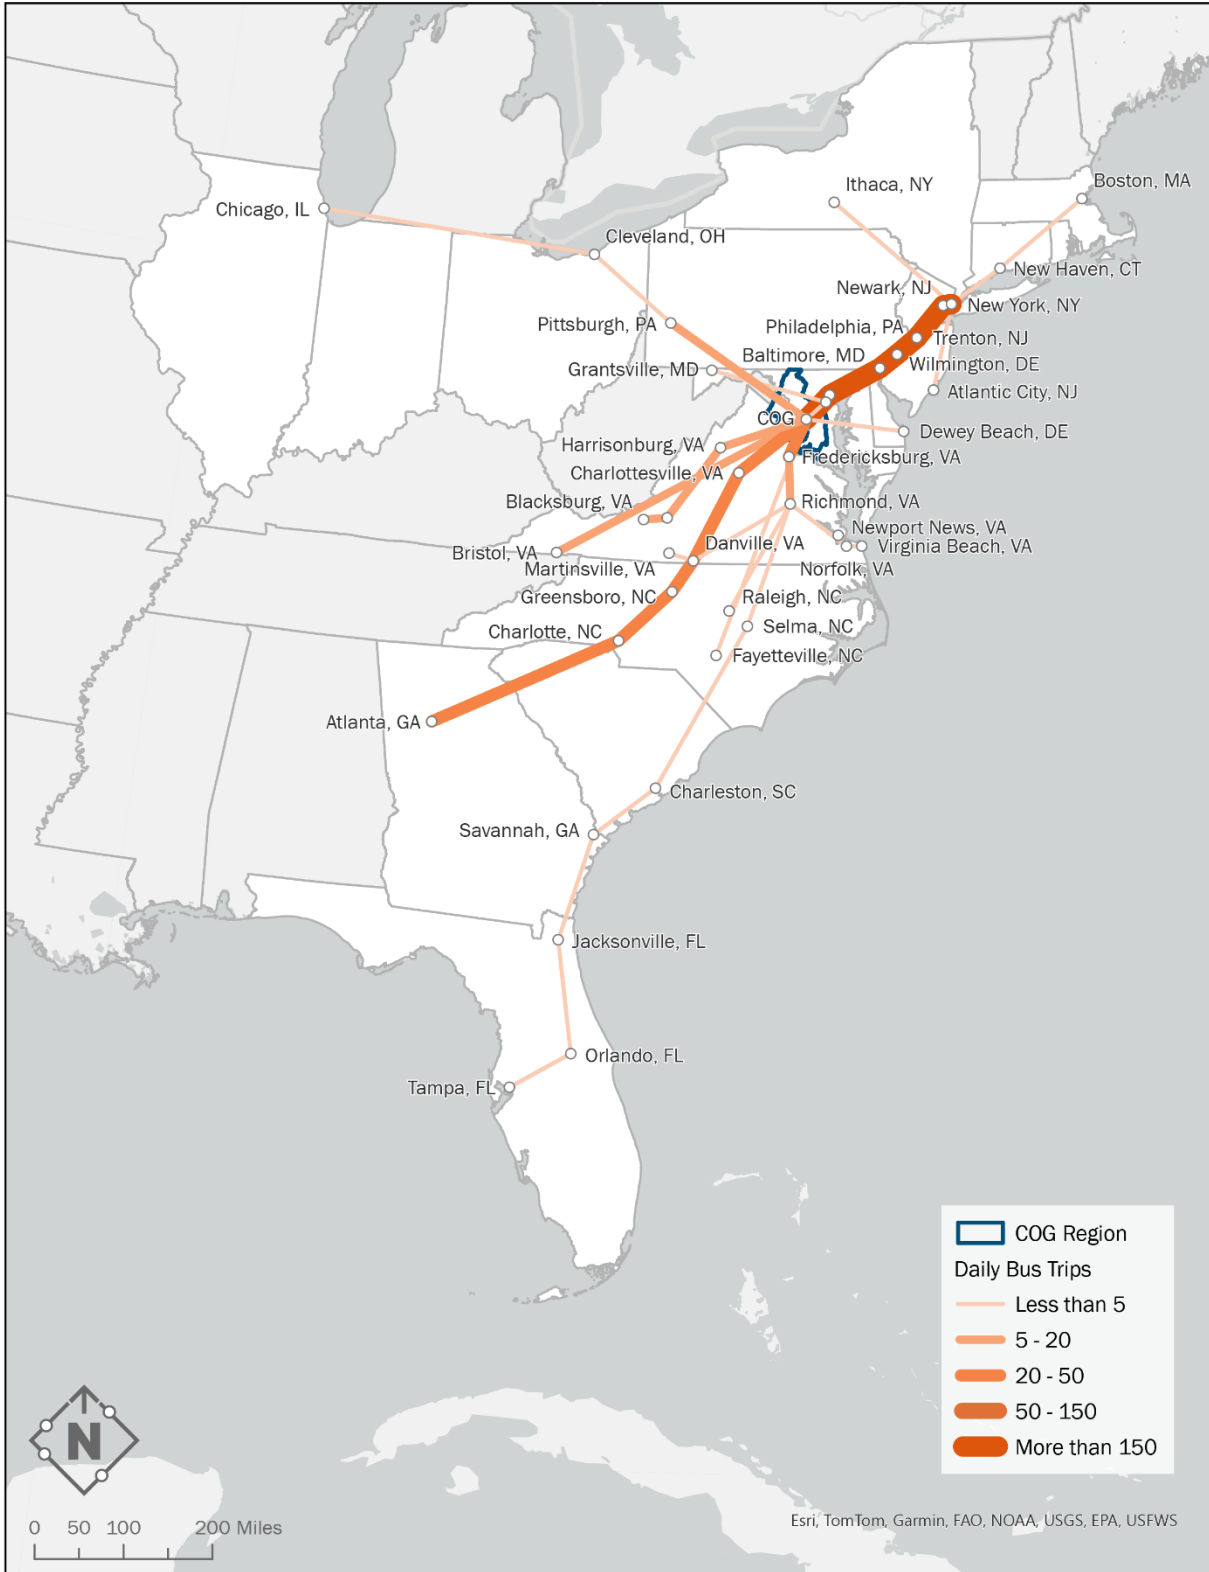 Ithaca, NY
Boston, MA
Chicago, IL
Cleveland, OH
New Haven, CT
Newark, NJ
New York, NY
Pittsburgh, PA
Philadelphia, PA
Trenton, NJ
Baltimore, MD
Wilmington, DE
Grantsville, MD
Atlantic City, NJ
COG
Dewey Beach, DE
Harrisonburg, VA
Fredericksburg, VA
Charlottesville, VA
Blacksburg, VA
Richmond, VA
Newport News, VA
Danville, VA
Virginia Beach, VA
Bristol, VA
Martinsville, VA
Norfolk, VA
Greensboro, NC
Raleigh, NC
Charlotte, NC
Selma, NC
Fayetteville, NC
Atlanta, GA
Charleston, SC
Savannah, GA
Jacksonville, FL
Orlando, FL
Tampa, FL
COG Region
Daily Bus Trips
Less than 5
5 - 20
20 - 50
50 - 150
More than 150
N
0 50 100 200 Miles
Esri, TomTom, Garmin, FAO, NOAA, USGS, EPA, USFWS